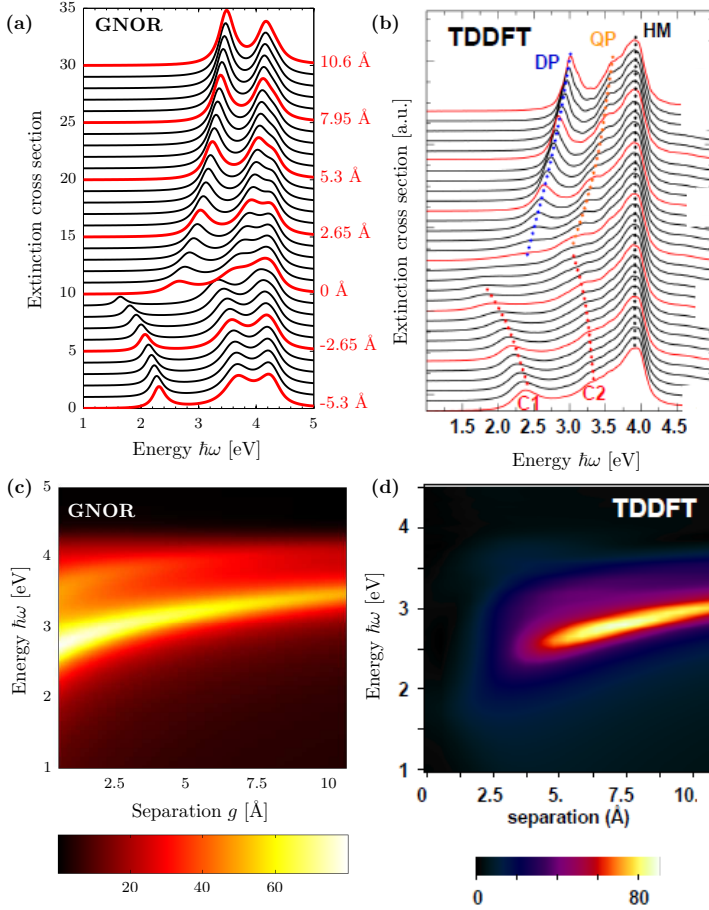 (a)
GNOR
Extinction cross section
35
30
25
20
15
10
5
0
10.6 Å
7.95 Å
5.3 Å
2.65 Å
0 Å
-2.65 Å
-5.3 Å
1 2 3 4 5
Energy ħω [eV]
(b)
TDDFT
DP
QP
HM
C1
C2
Extinction cross section [a.u.]
1.5 2.0 2.5 3.0 3.5 4.0 4.5
Energy ħω [eV]
(c)
GNOR
Energy ħω [eV]
5
4
3
2
1
2.5 5 7.5 10
Separation g [Å]
20 40 60
(d)
TDDFT
Energy ħω [eV]
4
3
2
1
0 2.5 5. 7.5 10.
separation (Å)
0 80